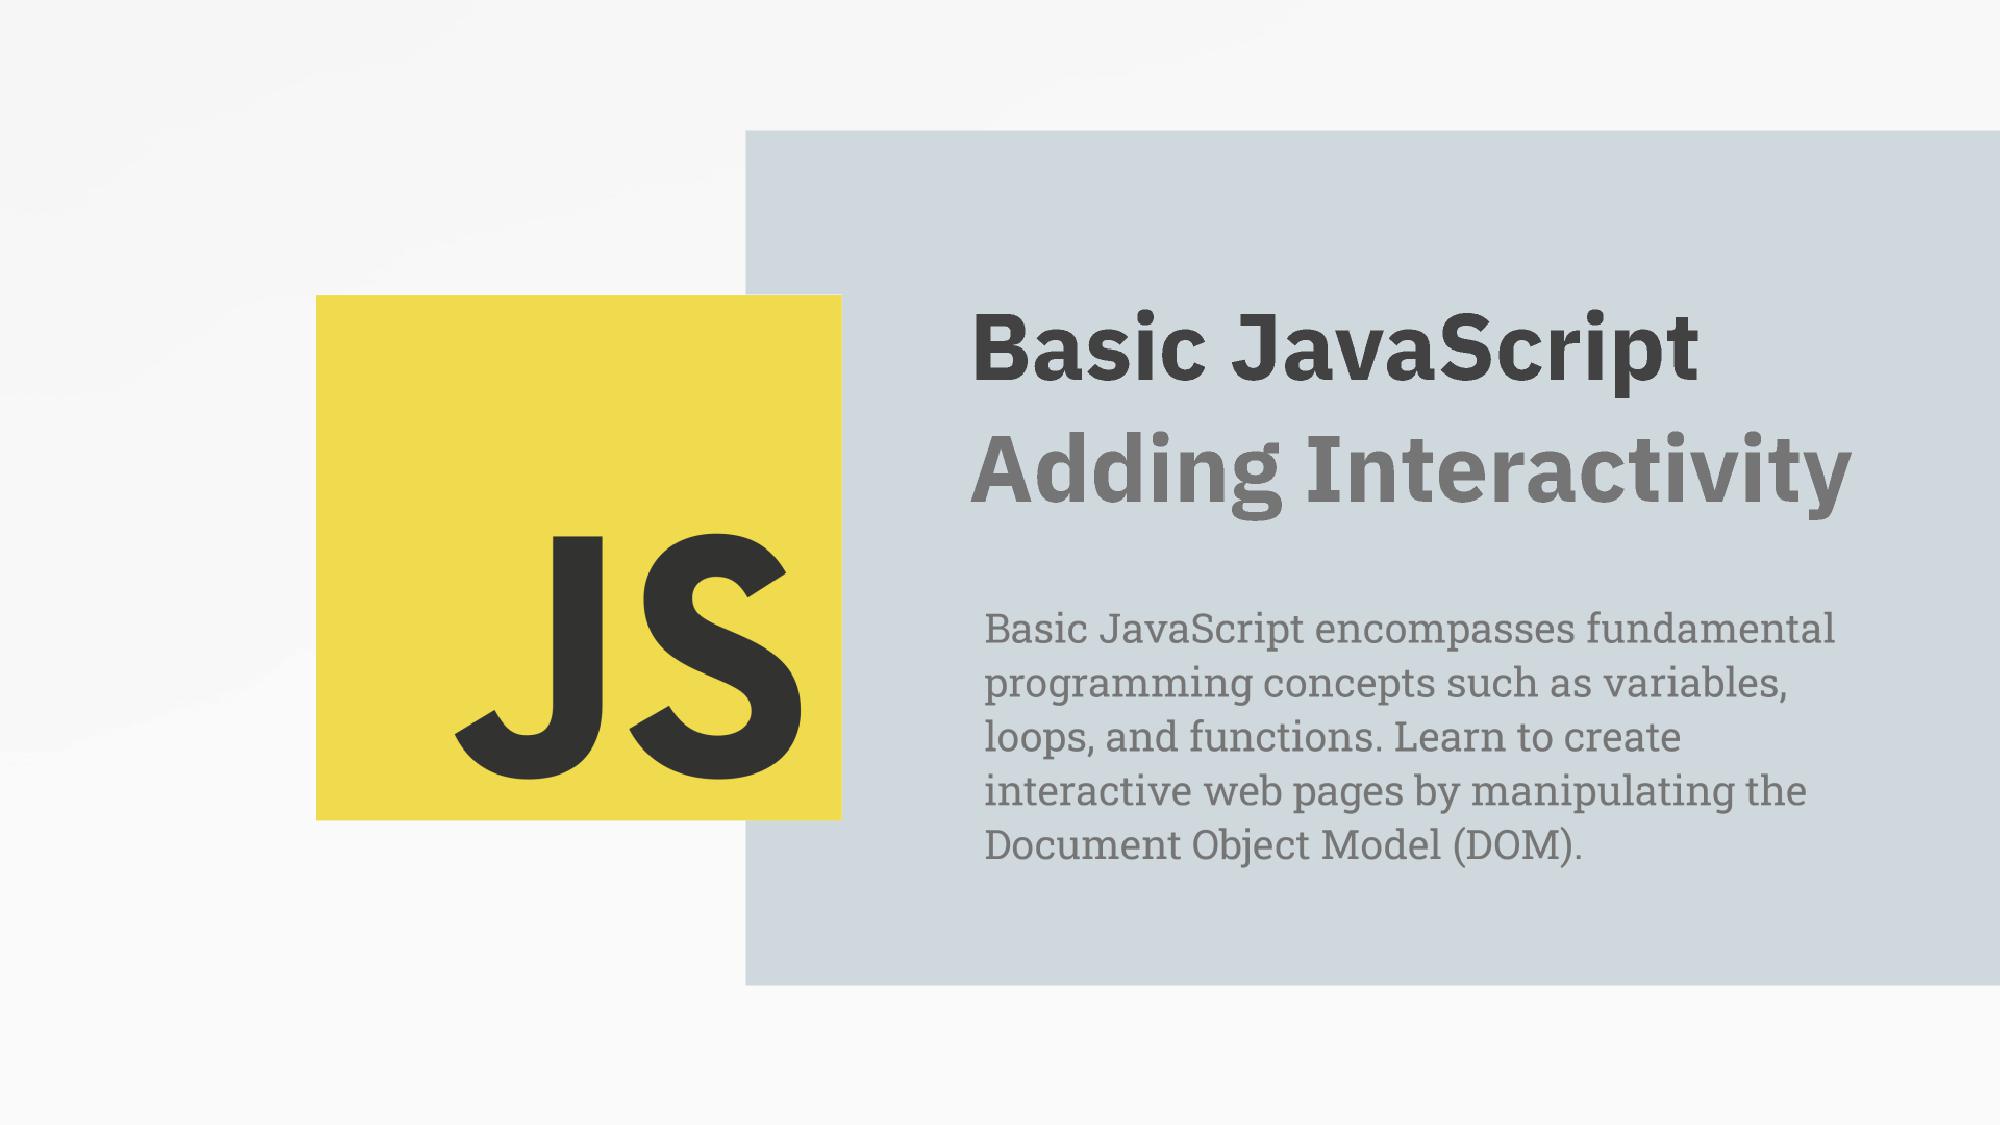 JS
Basic JavaScript
Adding Interactivity
Basic JavaScript encompasses fundamental
programming concepts such as variables,
loops, and functions. Learn to create
interactive web pages by manipulating the
Document Object Model (DOM).